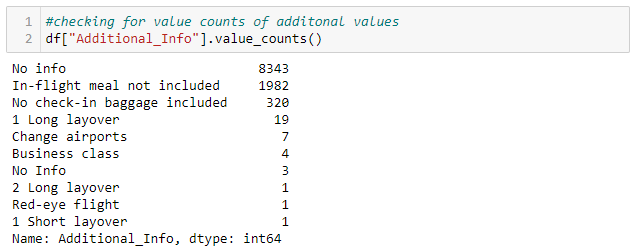 1 #checking for value counts of additonal values
2 df["Additional_Info"].value_counts()
No info 8343
In-flight meal not included 1982
No check-in baggage included 320
1 Long layover 19
Change airports 7
Business class 4
No Info 3
2 Long layover 1
Red-eye flight 1
1 Short layover 1
Name: Additional_Info, dtype: int64